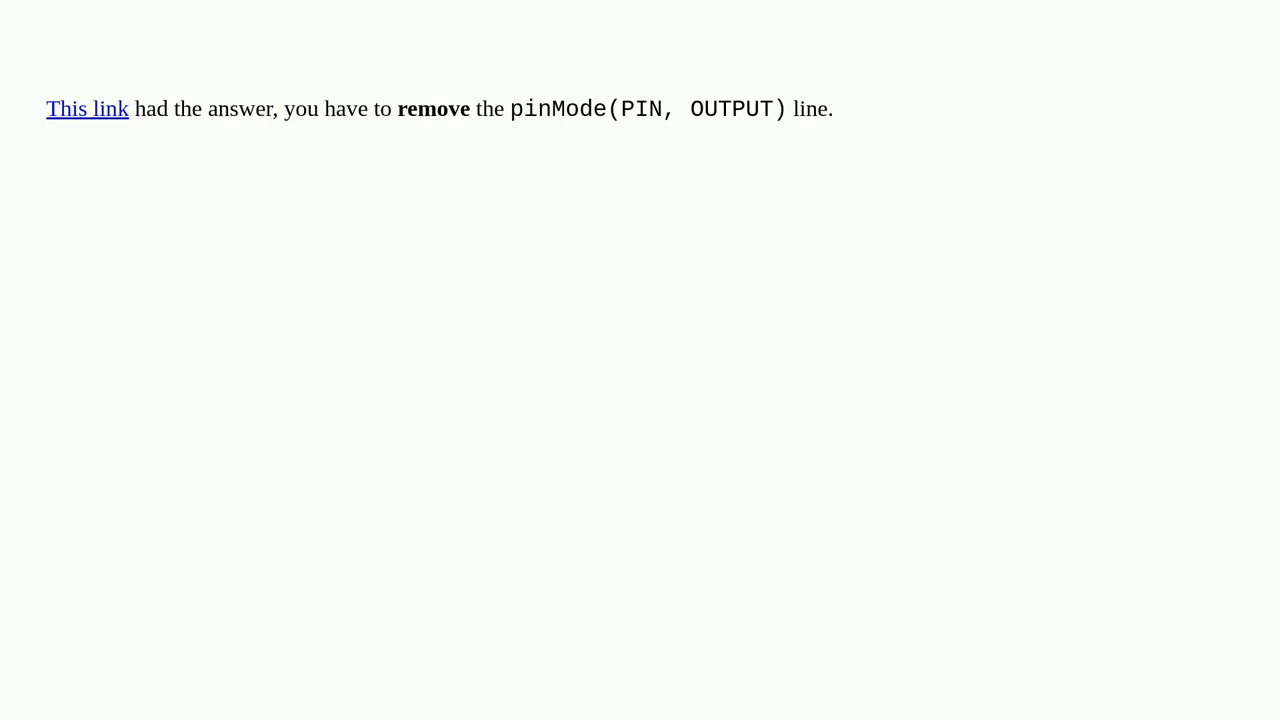 This link had the answer, you have to remove the pinMode(PIN, OUTPUT) line.